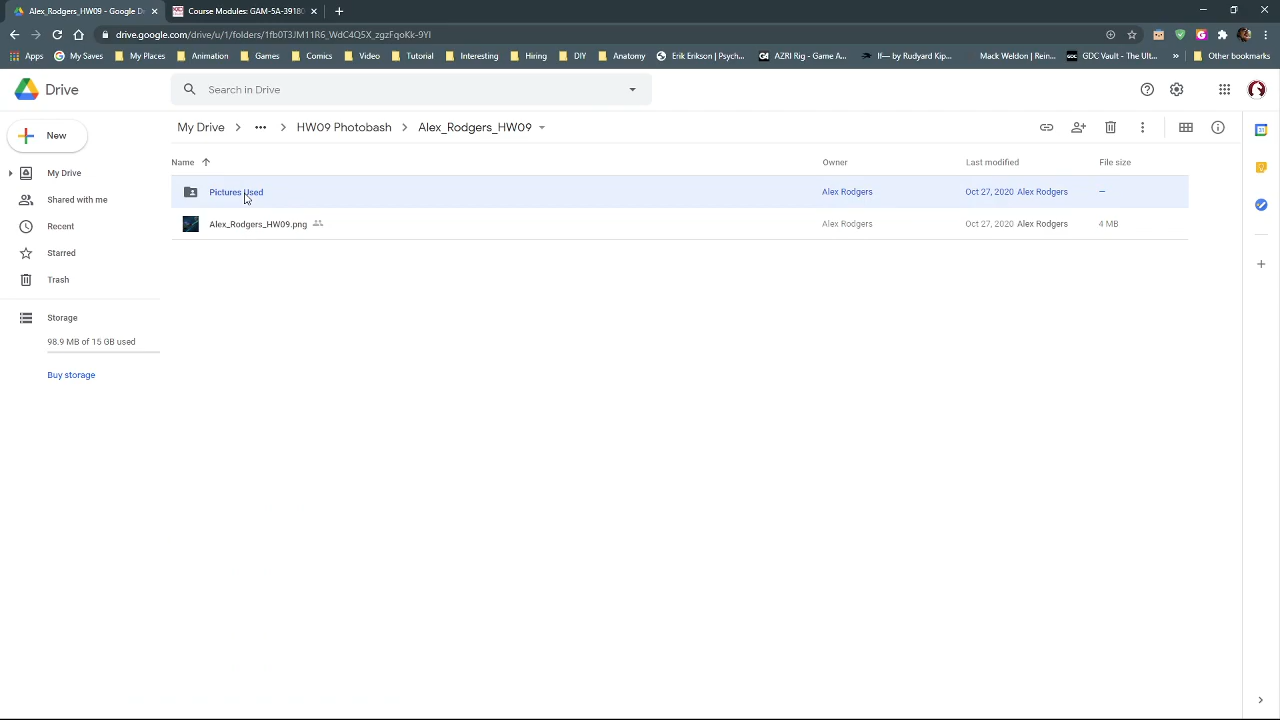 Alex_Rodgers_HW09 - Google Dr
Course Modules: GAM-5A-39180
drive.google.com/drive/u/1/folders/1fb0T3JM11R6_WdC4Q5X_zgzFqoKk-9YI
Apps My Saves My Places Animation Comics Video Tutorial Interesting Hiring DIY Anatomy Erik Erikson | Psych... AZRI Rig - Game A... If— by Rudyard Kip... Mack Weldon | Rein... GDC Vault - The Ult... » Other bookmarks
Drive
Search in Drive
New
My Drive > ••• > HW09 Photobash > Alex_Rodgers_HW09
Name Owner Last modified File size
My Drive
Pictures Used Alex Rodgers Oct 27, 2020 Alex Rodgers —
Shared with me
Alex_Rodgers_HW09.png Alex Rodgers Oct 27, 2020 Alex Rodgers 4 MB
Recent
Starred
Trash
Storage
98.9 MB of 15 GB used
Buy storage